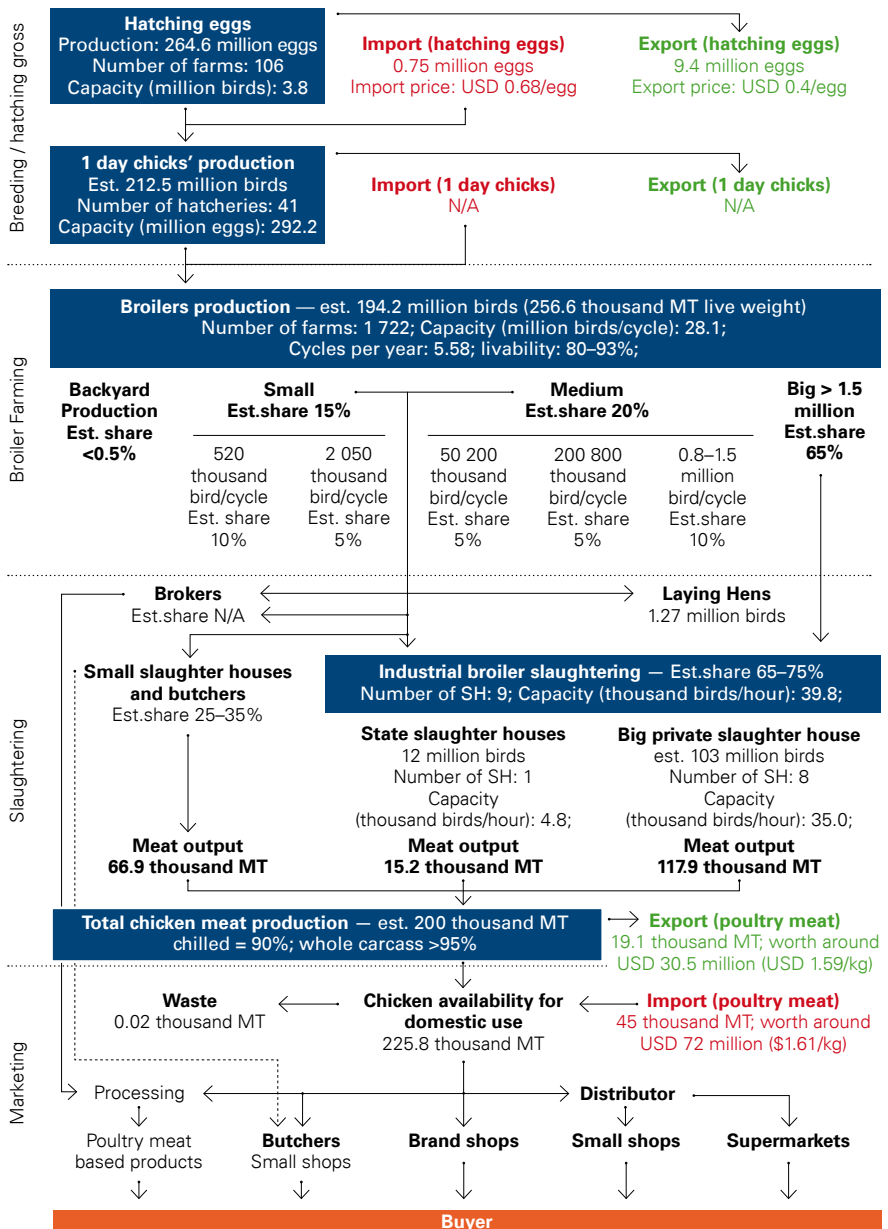 Breeding / hatching gross
Hatching eggs
Production: 264.6 million eggs
Number of farms: 106
Capacity (million birds): 3.8
Import (hatching eggs)
0.75 million eggs
Import price: USD 0.68/egg
Export (hatching eggs)
9.4 million eggs
Export price: USD 0.4/egg
1 day chicks' production
Est. 212.5 million birds
Number of hatcheries: 41
Capacity (million eggs): 292.2
Import (1 day chicks)
N/A
Export (1 day chicks)
N/A
Broiler Farming
Broilers production — est. 194.2 million birds (256.6 thousand MT live weight)
Number of farms: 1 722; Capacity (million birds/cycle): 28.1;
Cycles per year: 5.58; livability: 80–93%;
Backyard
Production
Est. share
<0.5%
Small
Est.share 15%
520
thousand
bird/cycle
Est. share
10%
2 050
thousand
bird/cycle
Est. share
5%
Medium
Est.share 20%
50 200
thousand
bird/cycle
Est. share
5%
200 800
thousand
bird/cycle
Est. share
5%
0.8–1.5
million
bird/cycle
Est.share
10%
Big > 1.5
million
Est.share
65%
Slaughtering
Brokers
Est.share N/A
Laying Hens
1.27 million birds
Small slaughter houses
and butchers
Est.share 25–35%
Industrial broiler slaughtering — Est.share 65–75%
Number of SH: 9; Capacity (thousand birds/hour): 39.8;
State slaughter houses
12 million birds
Number of SH: 1
Capacity
(thousand birds/hour): 4.8;
Big private slaughter house
est. 103 million birds
Number of SH: 8
Capacity
(thousand birds/hour): 35.0;
Meat output
66.9 thousand MT
Meat output
15.2 thousand MT
Meat output
117.9 thousand MT
Total chicken meat production — est. 200 thousand MT
chilled = 90%; whole carcass >95%
Export (poultry meat)
19.1 thousand MT; worth around
USD 30.5 million (USD 1.59/kg)
Marketing
Waste
0.02 thousand MT
Chicken availability for
domestic use
225.8 thousand MT
Import (poultry meat)
45 thousand MT; worth around
USD 72 million ($1.61/kg)
Processing
Distributor
Poultry meat
based products
Butchers
Small shops
Brand shops
Small shops
Supermarkets
Buyer